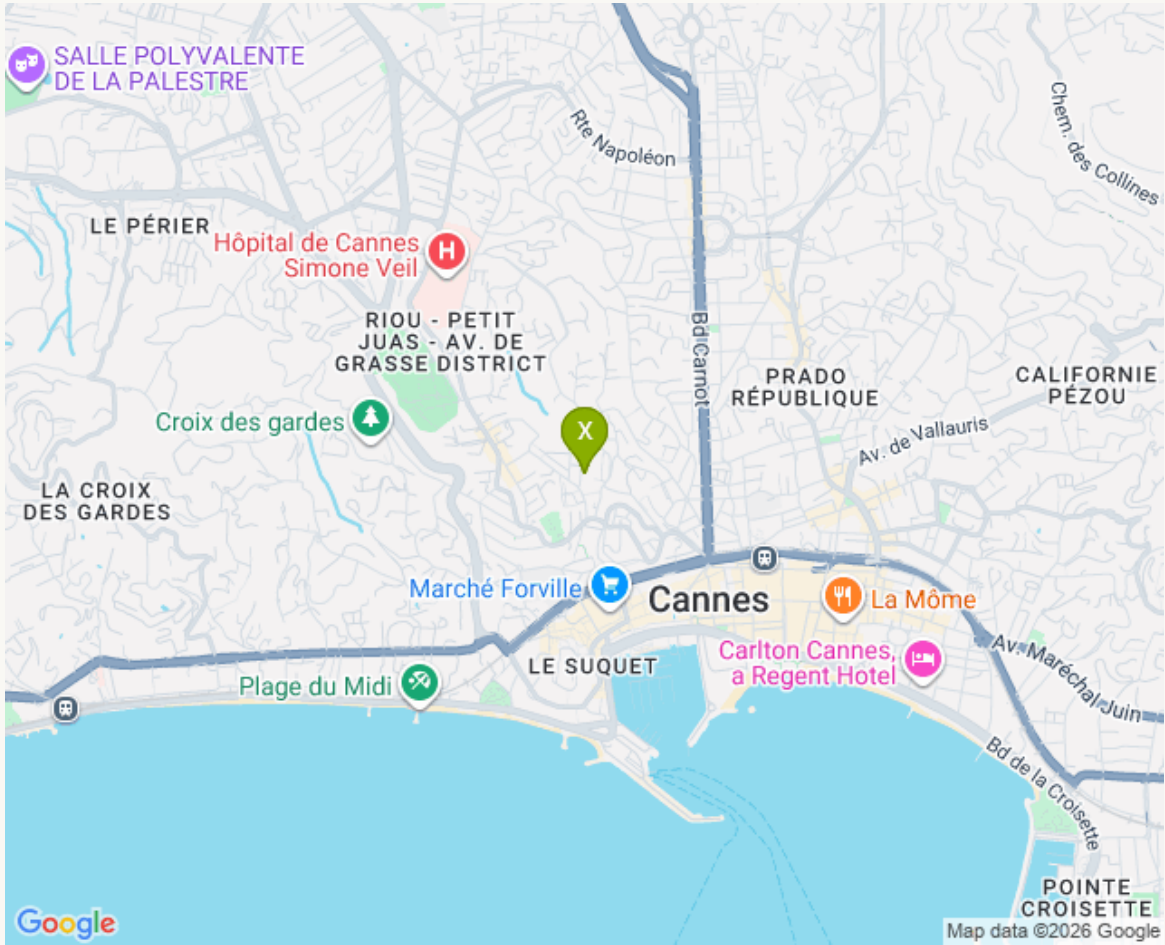 SALLE POLYVALENTE
DE LA PALESTRE
Chem. des Collines
Rte Napoléon
LE PÉRIER
Hôpital de Cannes
Simone Veil
H
RIOU - PETIT
JUAS - AV. DE
GRASSE DISTRICT
Bd Carnot
PRADO
RÉPUBLIQUE
CALIFORNIE
PÉZOU
Croix des gardes
X
Av. de Vallauris
LA CROIX
DES GARDES
Marché Forville
Cannes
La Môme
LE SUQUET
Carlton Cannes,
a Regent Hotel
Av. Maréchal Juin
Plage du Midi
Bd de la Croisette
POINTE
CROISETTE
Google
Map data ©2026 Google